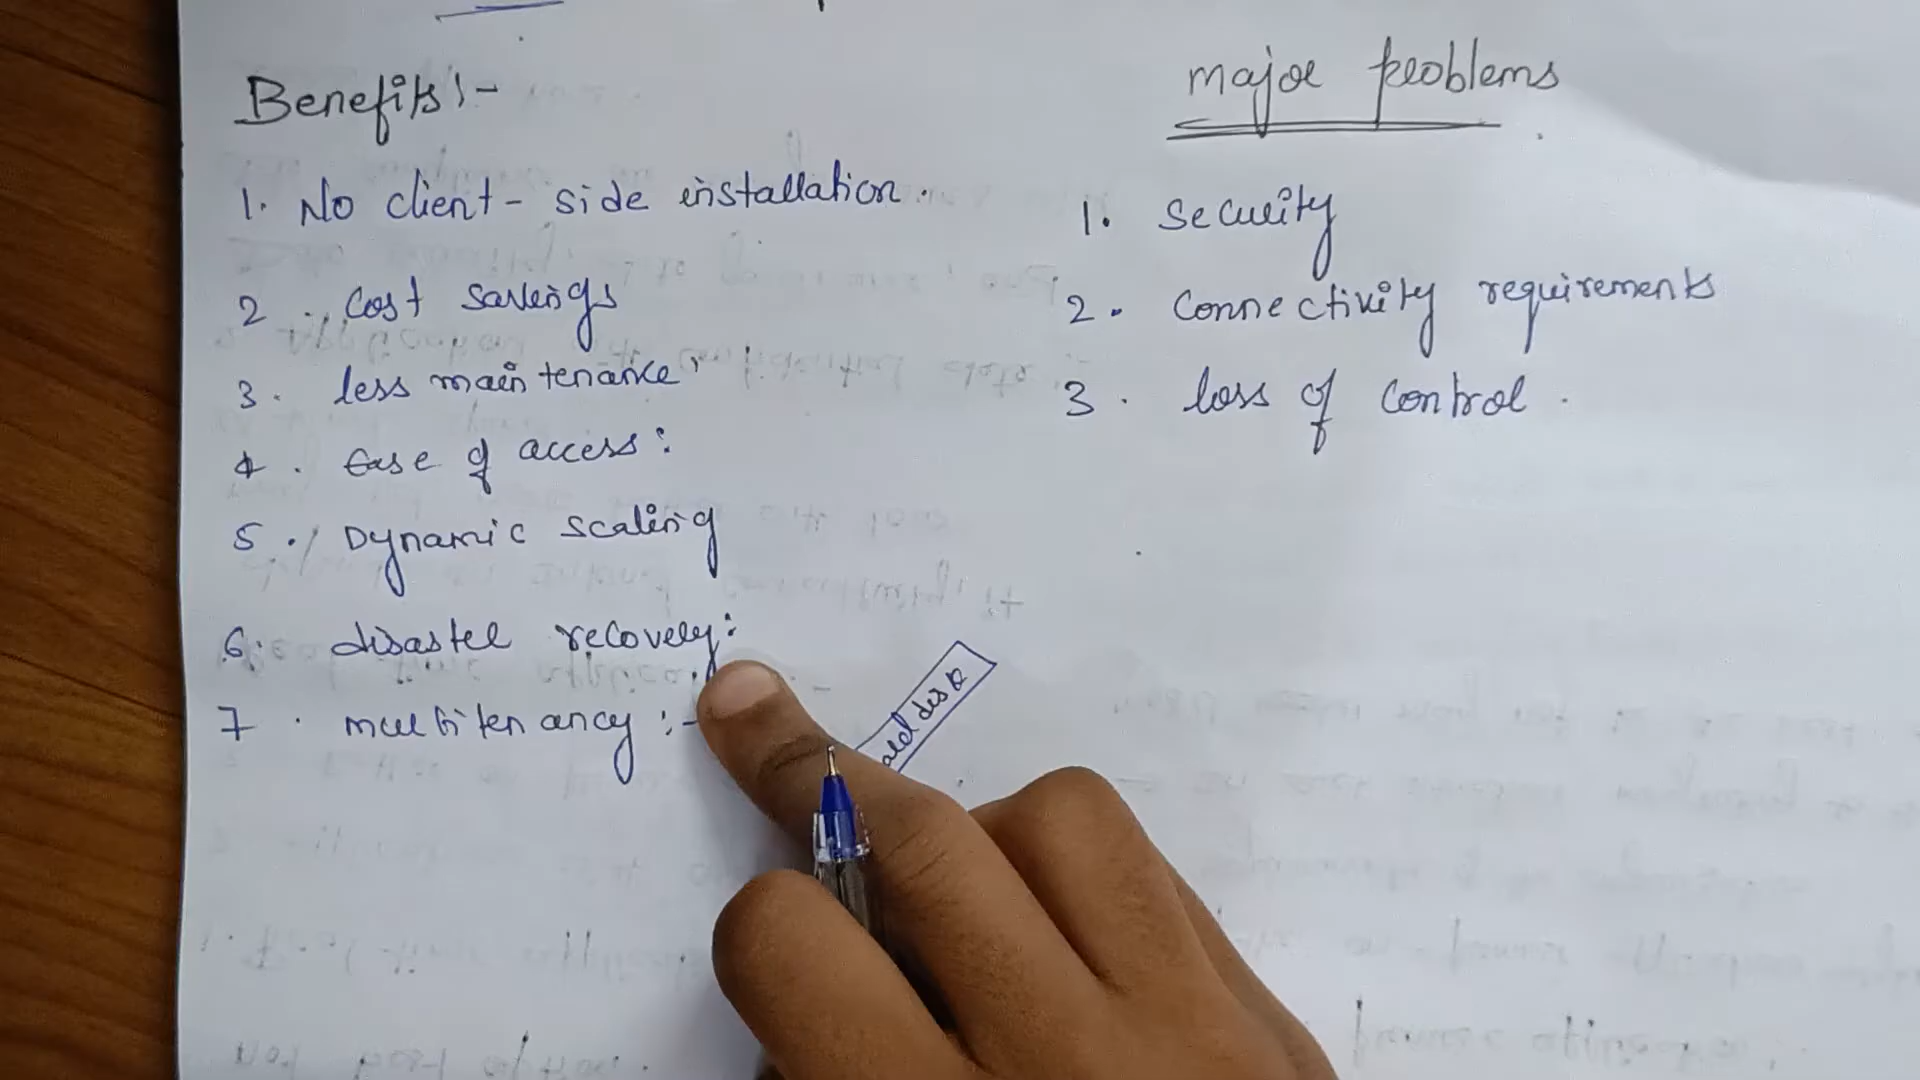 Benefits:-
1. No client-side installation.
2. Cost savings
3. less maintenance
4. Ease of access:
5. Dynamic scaling
6. disaster recovery:
7. multitenancy:-
disk
major problems
1. Security
2. Connectivity requirements
3. loss of control.